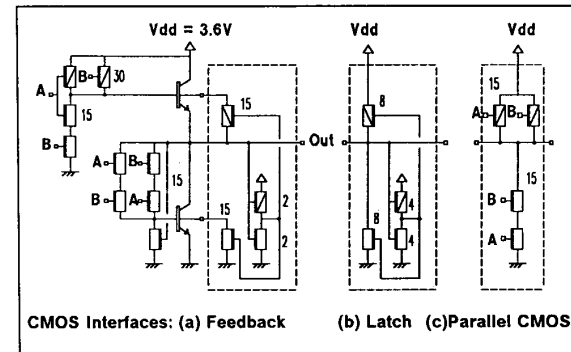 Vdd = 3.6V
Vdd
Vdd
B
30
A
15
B
15
Out
8
15
A
B
A
B
15
B
A
15
2
2
8
4
4
15
B
A
CMOS Interfaces: (a) Feedback
(b) Latch
(c)Parallel CMOS